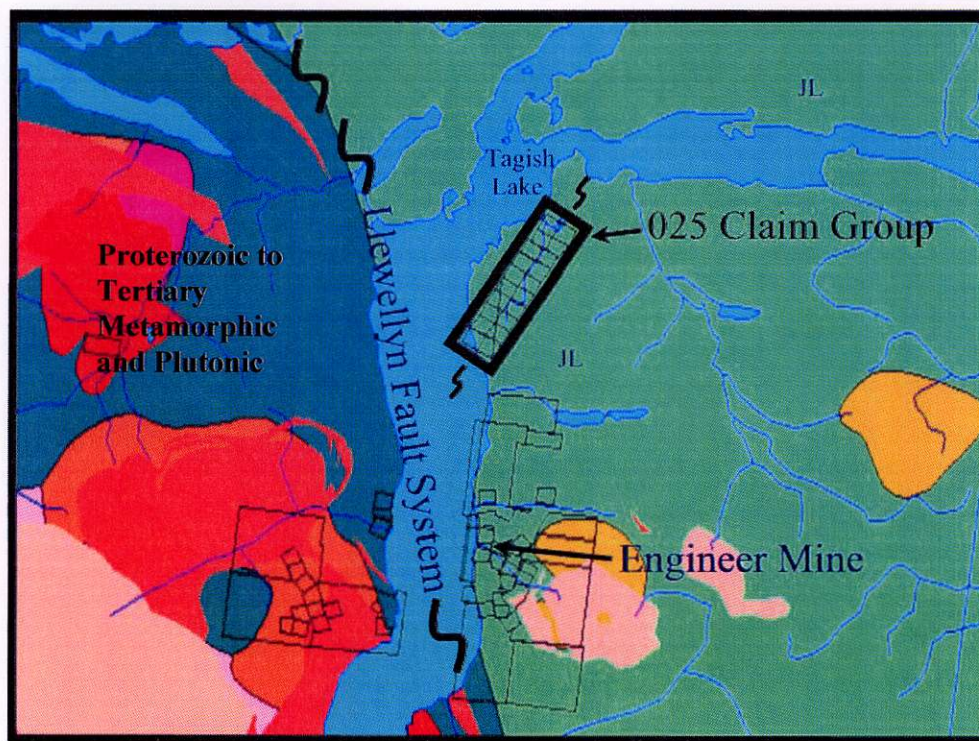 JL
Tagish
Lake
025 Claim Group
Proterozoic to
Tertiary
Metamorphic
and Plutonic
Llewellyn Fault System
JL
Engineer Mine